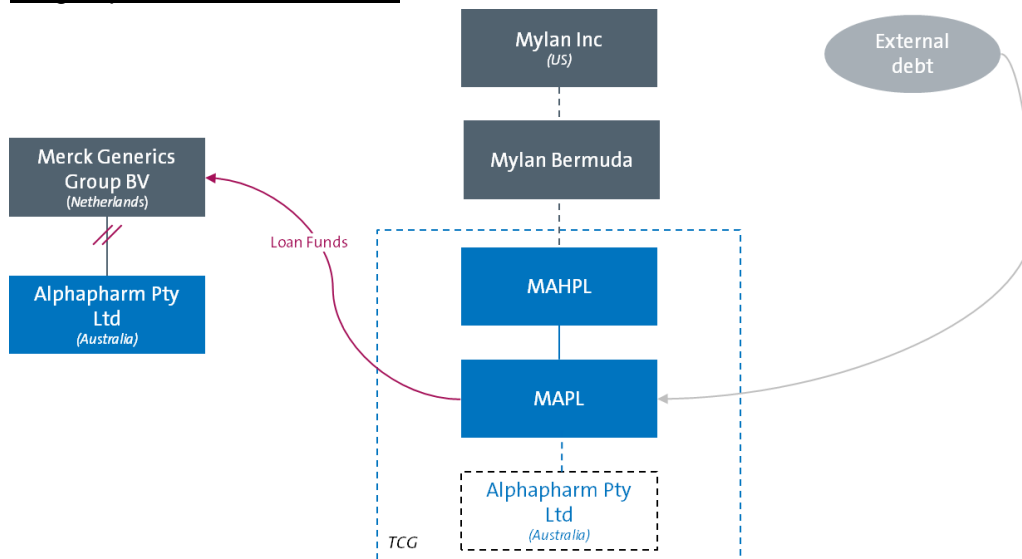 Mylan Inc
(US)
External
debt
Mylan Bermuda
Merck Generics
Group BV
(Netherlands)
Loan Funds
Alphapharm Pty
Ltd
(Australia)
MAHPL
MAPL
Alphapharm Pty
Ltd
(Australia)
TCG